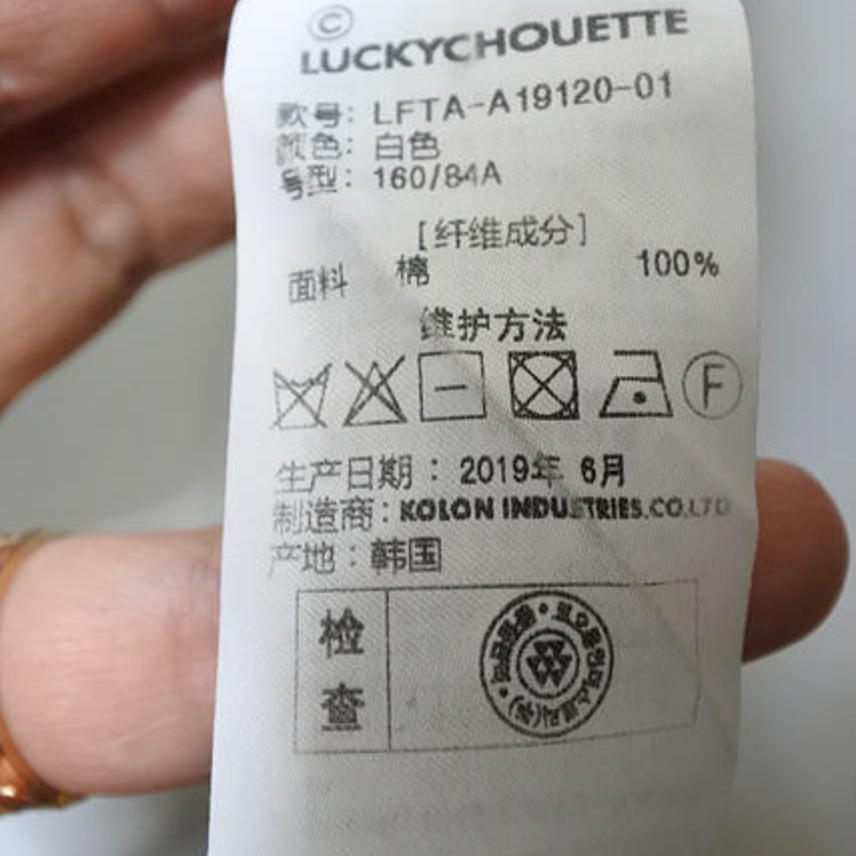 ©
LUCKYCHOUETTE
款号: LFTA-A19120-01
颜色: 白色
号型: 160/84A
[纤维成分]
面料 棉 100%
维护方法
F
生产日期：2019年 6月
制造商：KOLON INDUSTRIES.CO.LTD
产地：韩国
检查